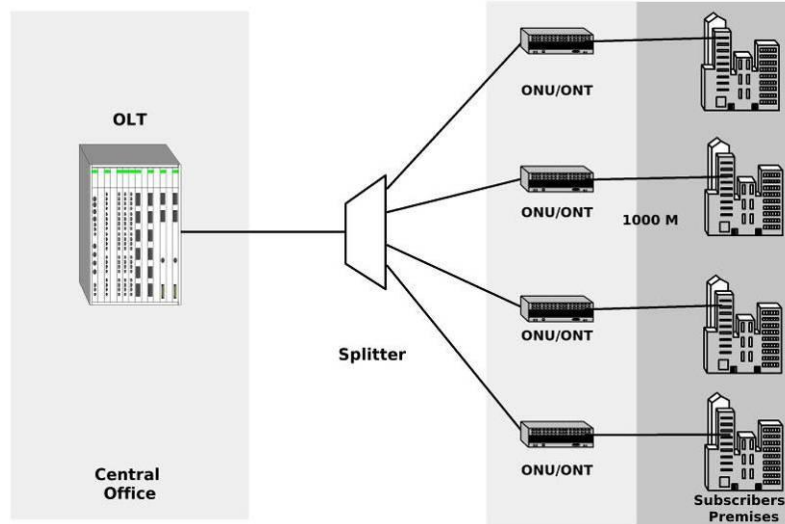 OLT
Central
Office
Splitter
ONU/ONT
ONU/ONT
1000 M
ONU/ONT
ONU/ONT
Subscribers
Premises